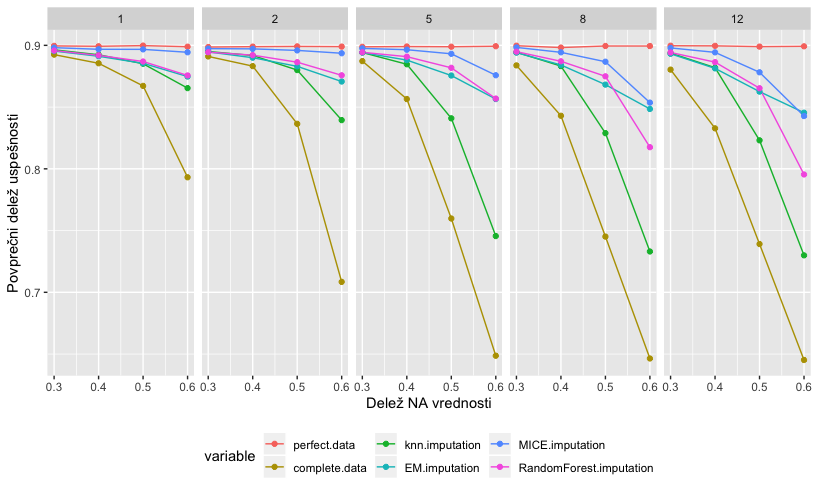 1 2 5 8 12
Povprečni delež uspešnosti
0.9
0.8
0.7
0.3 0.4 0.5 0.6 0.3 0.4 0.5 0.6 0.3 0.4 0.5 0.6 0.3 0.4 0.5 0.6 0.3 0.4 0.5 0.6
Delež NA vrednosti
variable
perfect.data knn.imputation MICE.imputation
complete.data EM.imputation RandomForest.imputation